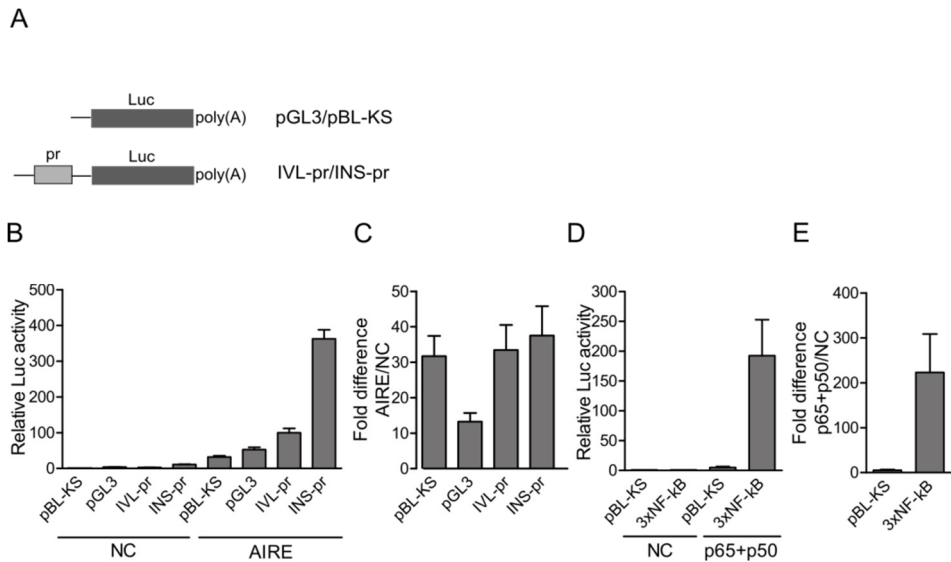 A
Luc
poly(A)
pGL3/pBL-KS
pr
Luc
poly(A)
IVL-pr/INS-pr
B
Relative Luc activity
500
400
300
200
100
0
pBL-KS
pGL3
IVL-pr
INS-pr
pBL-KS
pGL3
IVL-pr
INS-pr
NC
AIRE
C
Fold difference
AIRE/NC
50
40
30
20
10
0
pBL-KS
pGL3
IVL-pr
INS-pr
D
Relative Luc activity
300
250
200
150
100
50
0
pBL-KS
3xNF-kB
pBL-KS
3xNF-kB
NC
p65+p50
E
Fold difference
p65+p50/NC
400
300
200
100
0
pBL-KS
3xNF-kB